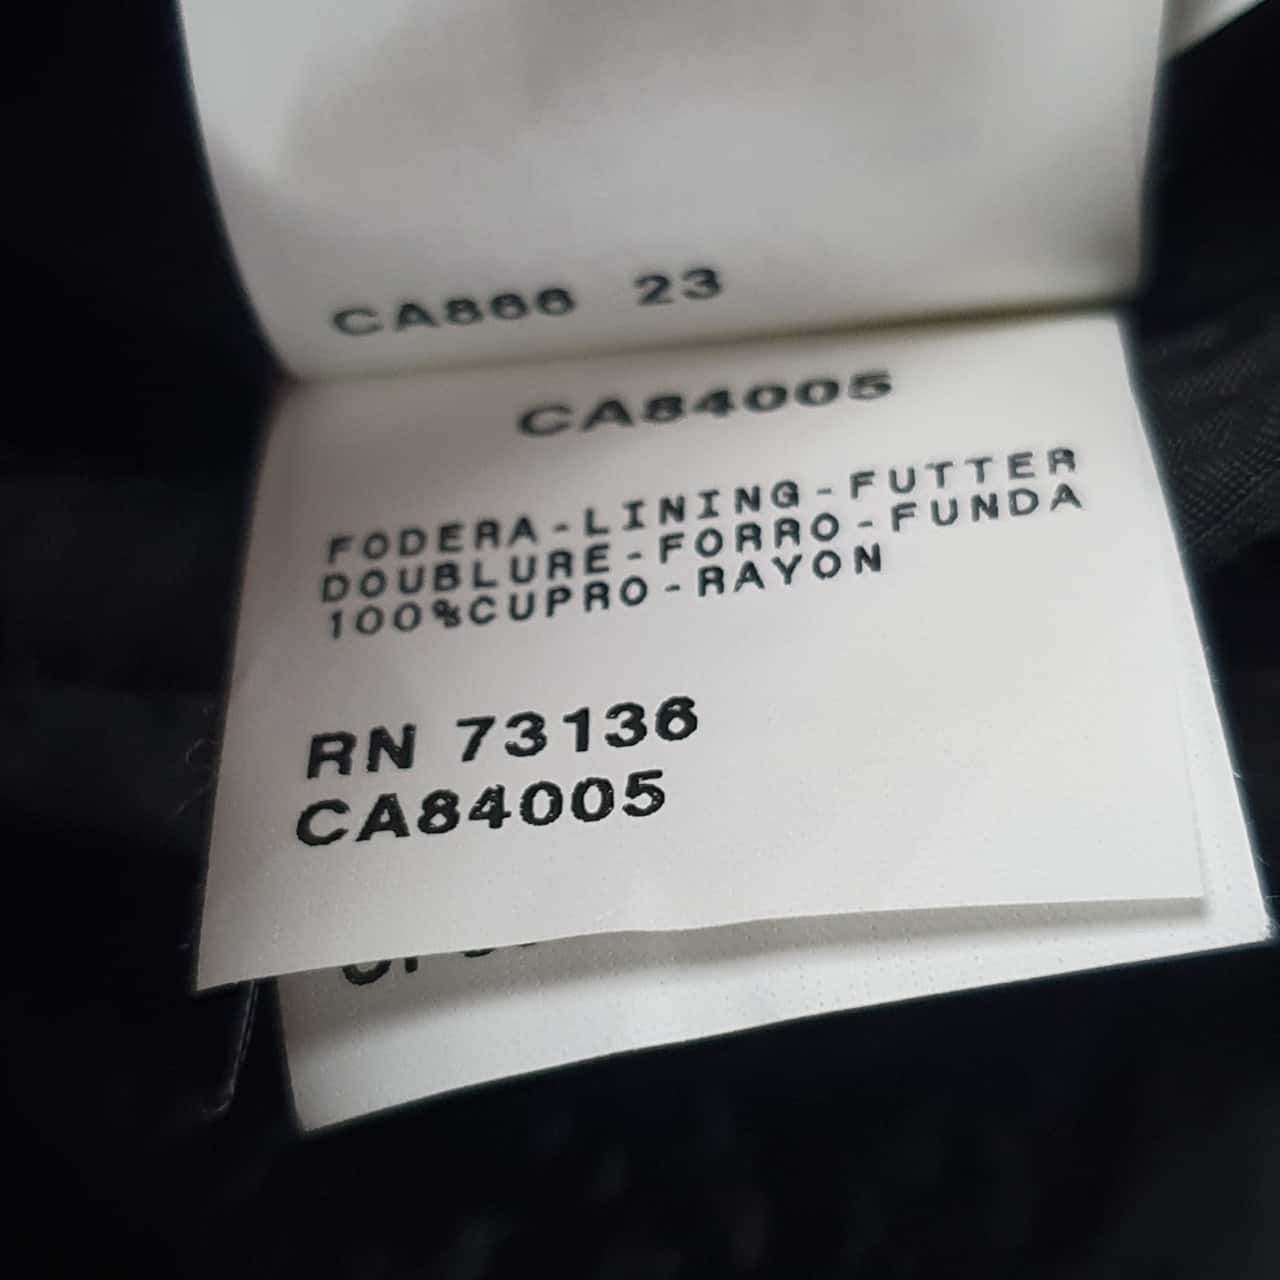 CA866 23
CA84005
FODERA-LINING-FUTTER
DOUBLURE-FORRO-FUNDA
100%CUPRO-RAYON
RN 73136
CA84005